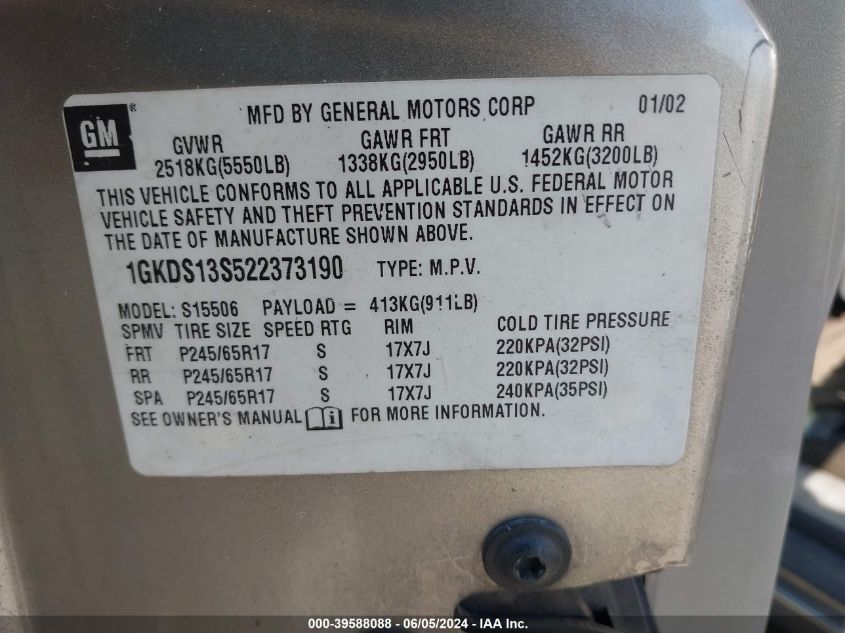 GM ®
MFD BY GENERAL MOTORS CORP 01/02
GVWR GAWR FRT GAWR RR
2518KG(5550LB) 1338KG(2950LB) 1452KG(3200LB)
THIS VEHICLE CONFORMS TO ALL APPLICABLE U.S. FEDERAL MOTOR
VEHICLE SAFETY AND THEFT PREVENTION STANDARDS IN EFFECT ON
THE DATE OF MANUFACTURE SHOWN ABOVE.
1GKDS13S522373190 TYPE: M.P.V.
MODEL: S15506 PAYLOAD = 413KG(911LB)
SPMV TIRE SIZE SPEED RTG RIM COLD TIRE PRESSURE
FRT P245/65R17 S 17X7J 220KPA(32PSI)
RR P245/65R17 S 17X7J 220KPA(32PSI)
SPA P245/65R17 S 17X7J 240KPA(35PSI)
SEE OWNER'S MANUAL i FOR MORE INFORMATION.
000-39588088 - 06/05/2024 - IAA Inc.